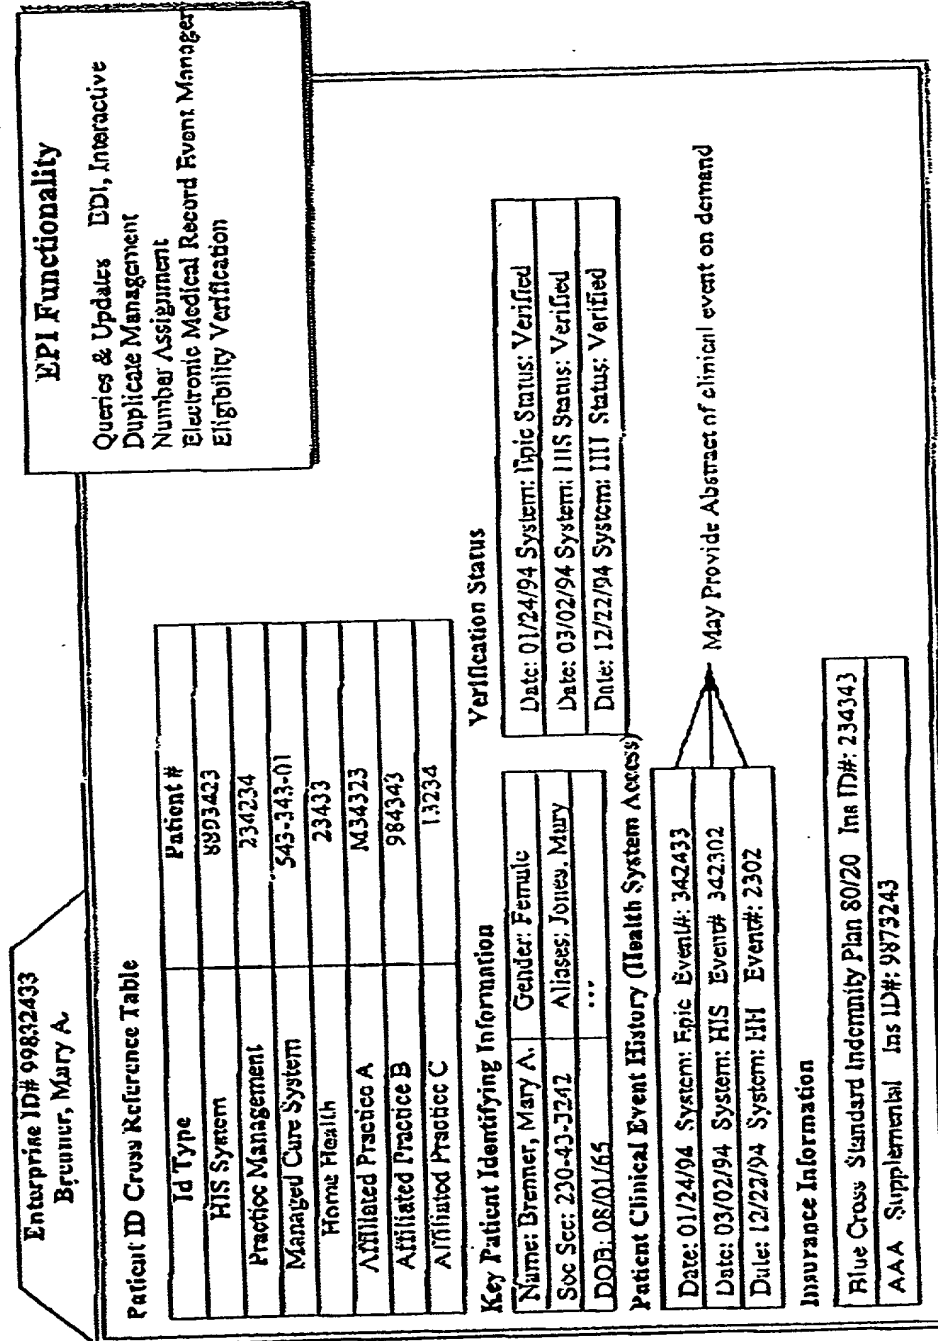 Enterprise ID# 99832433
Brenner, Mary A.
EPI Functionality
Queries & Updates EDI, Interactive
Duplicate Management
Number Assignment
Electronic Medical Record Event Manager
Eligibility Verification
Patient ID Cross Reference Table
Id Type Patient #
HIS System 8893423
Practice Management 234234
Managed Care System 543-343-01
Home Health 23433
Affiliated Practice A M34323
Affiliated Practice B 984343
Affiliated Practice C 13234
Key Patient Identifying Information
Name: Brenner, Mary A. Gender: Female
Soc Sec: 230-43-3242 Aliases: Jones, Mary
DOB: 08/01/65 ...
Verification Status
Date: 01/24/94 System: Epic Status: Verified
Date: 03/02/94 System: HIS Status: Verified
Date: 12/22/94 System: Status: Verified
Patient Clinical Event History (Health System Access)
Date: 01/24/94 System: Epic Event#: 342433
Date: 03/02/94 System: HIS Event# 342302
Date: 12/22/94 System: HH Event#: 2302
May Provide Abstract of clinical event on demand
Insurance Information
Blue Cross Standard Indemnity Plan 80/20 Ins ID#: 234343
AAA Supplemental Ins ID#: 9873243